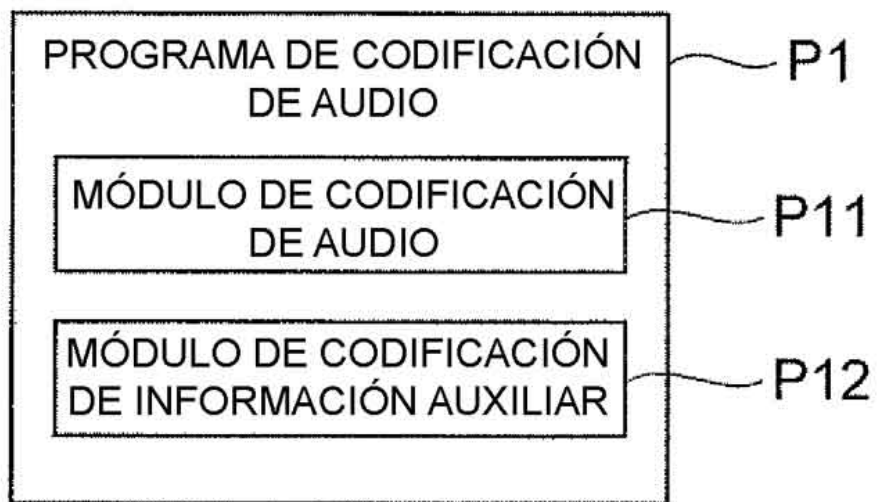 PROGRAMA DE CODIFICACIÓN
DE AUDIO
P1
MÓDULO DE CODIFICACIÓN
DE AUDIO
P11
MÓDULO DE CODIFICACIÓN
DE INFORMACIÓN AUXILIAR
P12